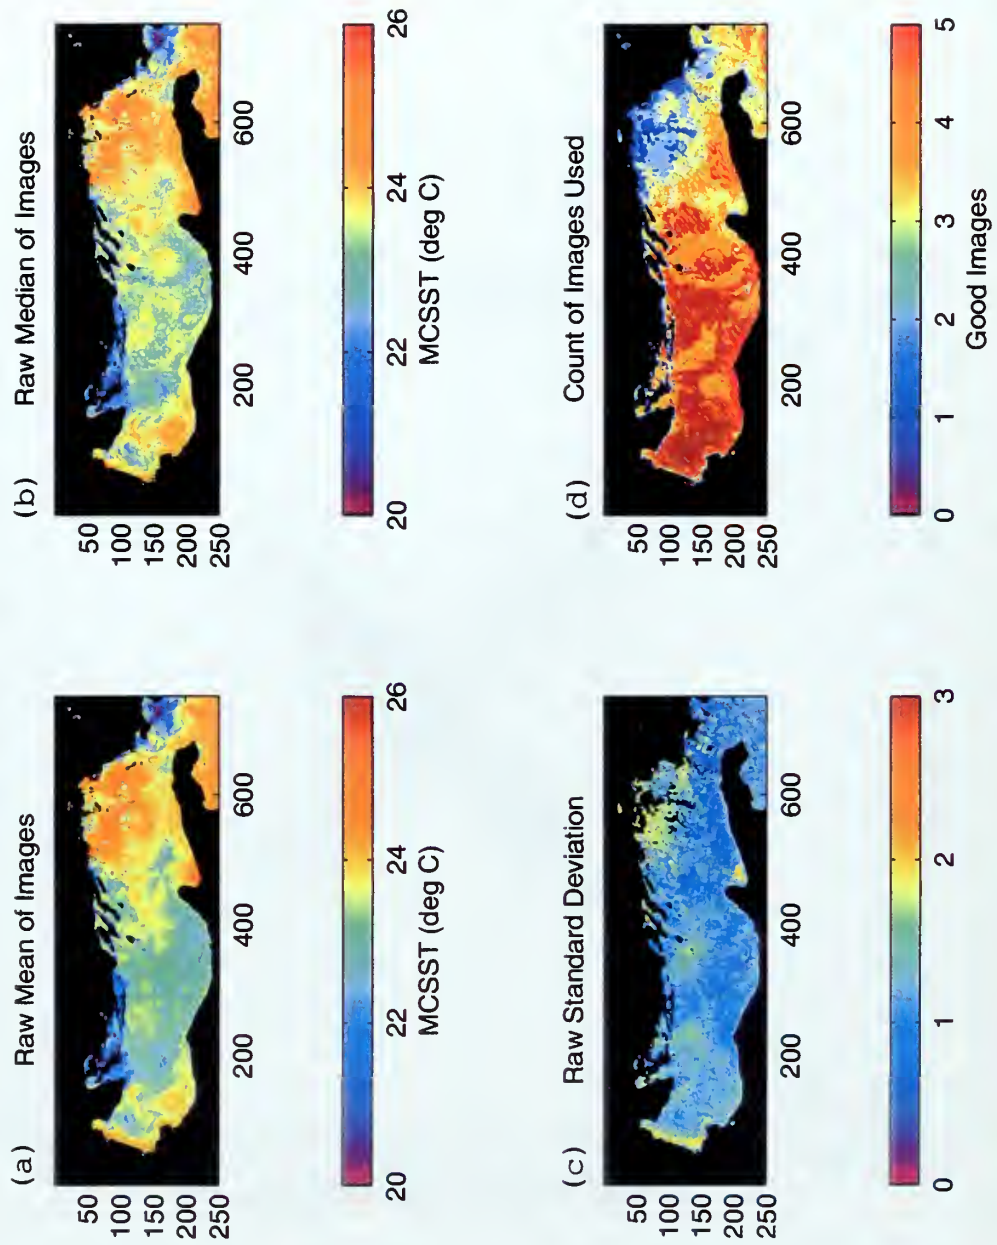 (a) Raw Mean of Images
50
100
150
200
250
200 400 600
20 22 24 26
MCSST (deg C)
(b) Raw Median of Images
50
100
150
200
250
200 400 600
20 22 24 26
MCSST (deg C)
(c) Raw Standard Deviation
50
100
150
200
250
200 400 600
0 1 2 3
(d) Count of Images Used
50
100
150
200
250
200 400 600
0 1 2 3 4 5
Good Images